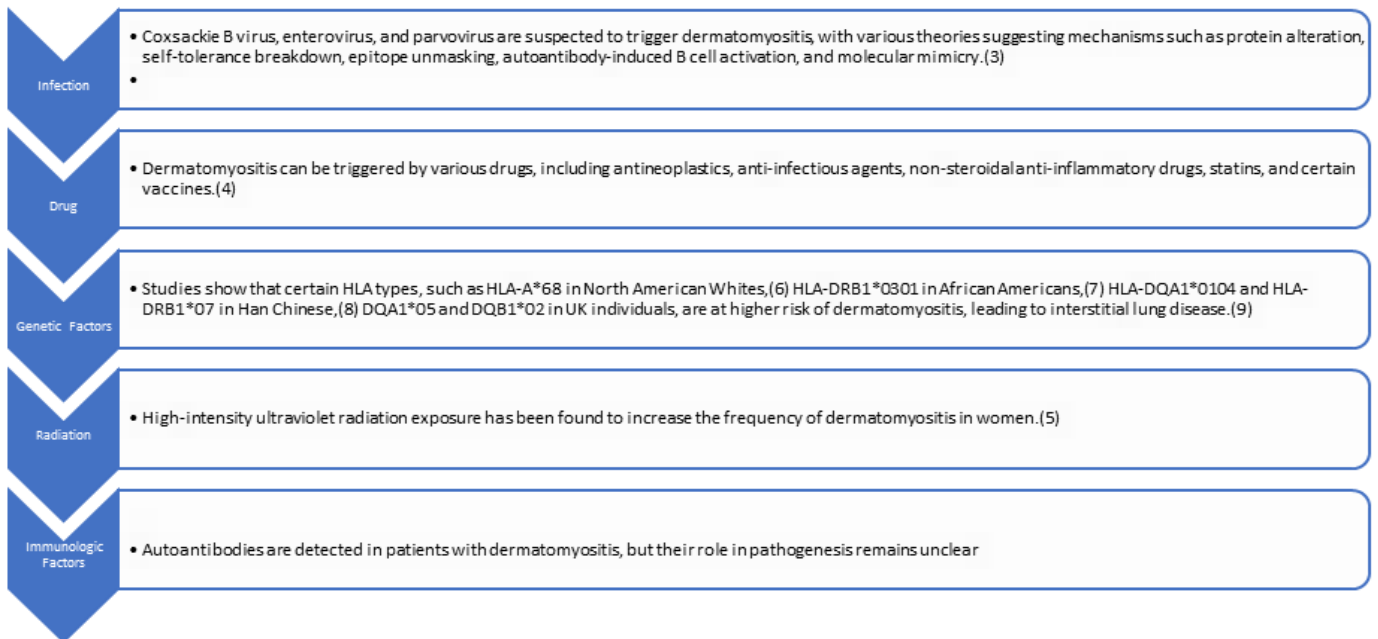 Infection
• Coxsackie B virus, enterovirus, and parvovirus are suspected to trigger dermatomyositis, with various theories suggesting mechanisms such as protein alteration,
self-tolerance breakdown, epitope unmasking, autoantibody-induced B cell activation, and molecular mimicry.(3)
•
Drug
• Dermatomyositis can be triggered by various drugs, including antineoplastics, anti-infectious agents, non-steroidal anti-inflammatory drugs, statins, and certain
vaccines.(4)
Genetic Factors
• Studies show that certain HLA types, such as HLA-A*68 in North American Whites,(6) HLA-DRB1*0301 in African Americans,(7) HLA-DQA1*0104 and HLA-
DRB1*07 in Han Chinese,(8) DQA1*05 and DQB1*02 in UK individuals, are at higher risk of dermatomyositis, leading to interstitial lung disease.(9)
Radiation
• High-intensity ultraviolet radiation exposure has been found to increase the frequency of dermatomyositis in women.(5)
Immunologic
Factors
• Autoantibodies are detected in patients with dermatomyositis, but their role in pathogenesis remains unclear